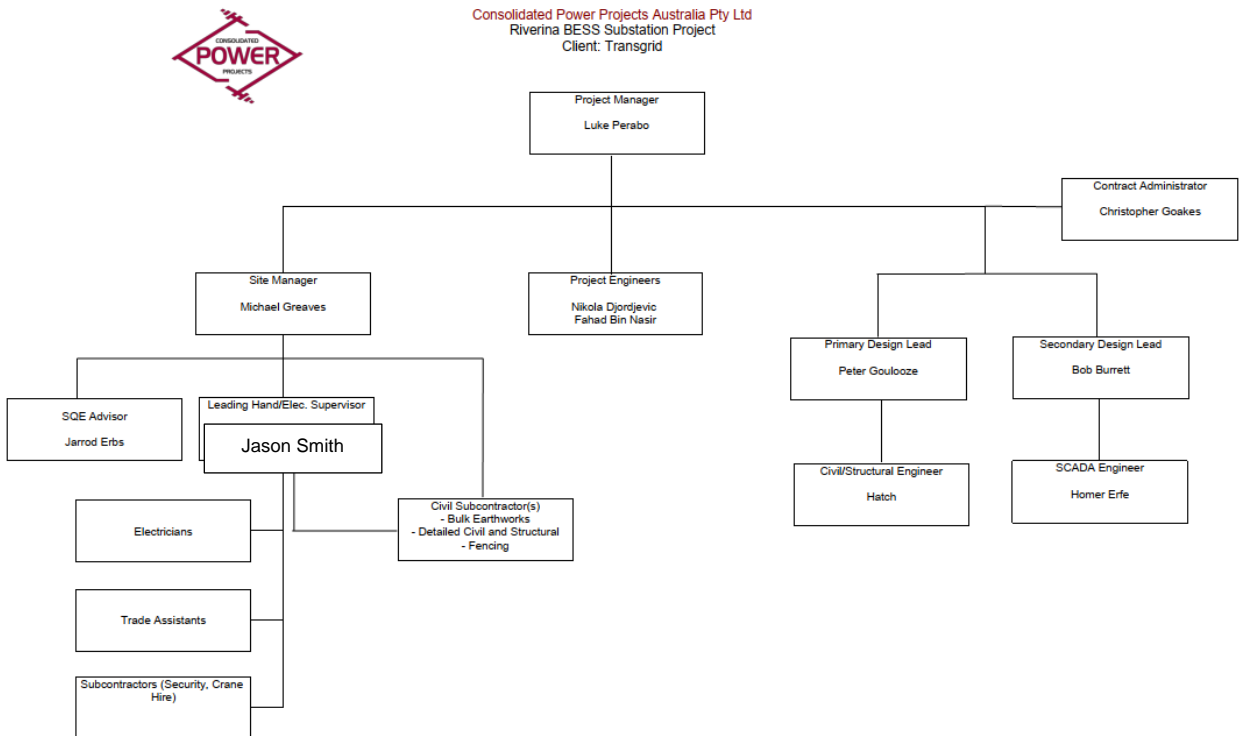 Consolidated Power Projects Australia Pty Ltd
Riverina BESS Substation Project
Client: Transgrid
CONSOLIDATED
POWER
PROJECTS
Project Manager
Luke Perabo
Contract Administrator
Christopher Goakes
Site Manager
Michael Greaves
Project Engineers
Nikola Djordjevic
Fahad Bin Nasir
Primary Design Lead
Peter Goulooze
Secondary Design Lead
Bob Burrett
SQE Advisor
Jarrod Erbs
Leading Hand/Elec. Supervisor
Jason Smith
Civil/Structural Engineer
Hatch
SCADA Engineer
Homer Erfe
Electricians
Civil Subcontractor(s)
- Bulk Earthworks
- Detailed Civil and Structural
- Fencing
Trade Assistants
Subcontractors (Security, Crane
Hire)